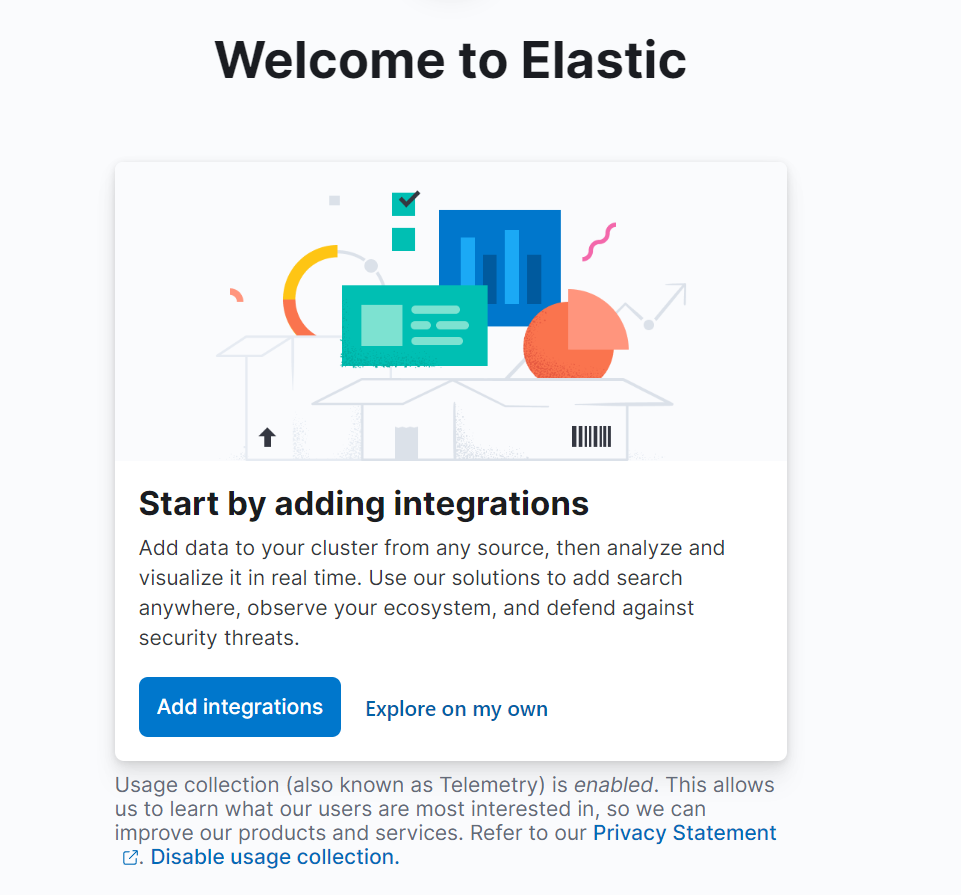 Welcome to Elastic
Start by adding integrations
Add data to your cluster from any source, then analyze and
visualize it in real time. Use our solutions to add search
anywhere, observe your ecosystem, and defend against
security threats.
Add integrations
Explore on my own
Usage collection (also known as Telemetry) is enabled. This allows
us to learn what our users are most interested in, so we can
improve our products and services. Refer to our Privacy Statement
. Disable usage collection.